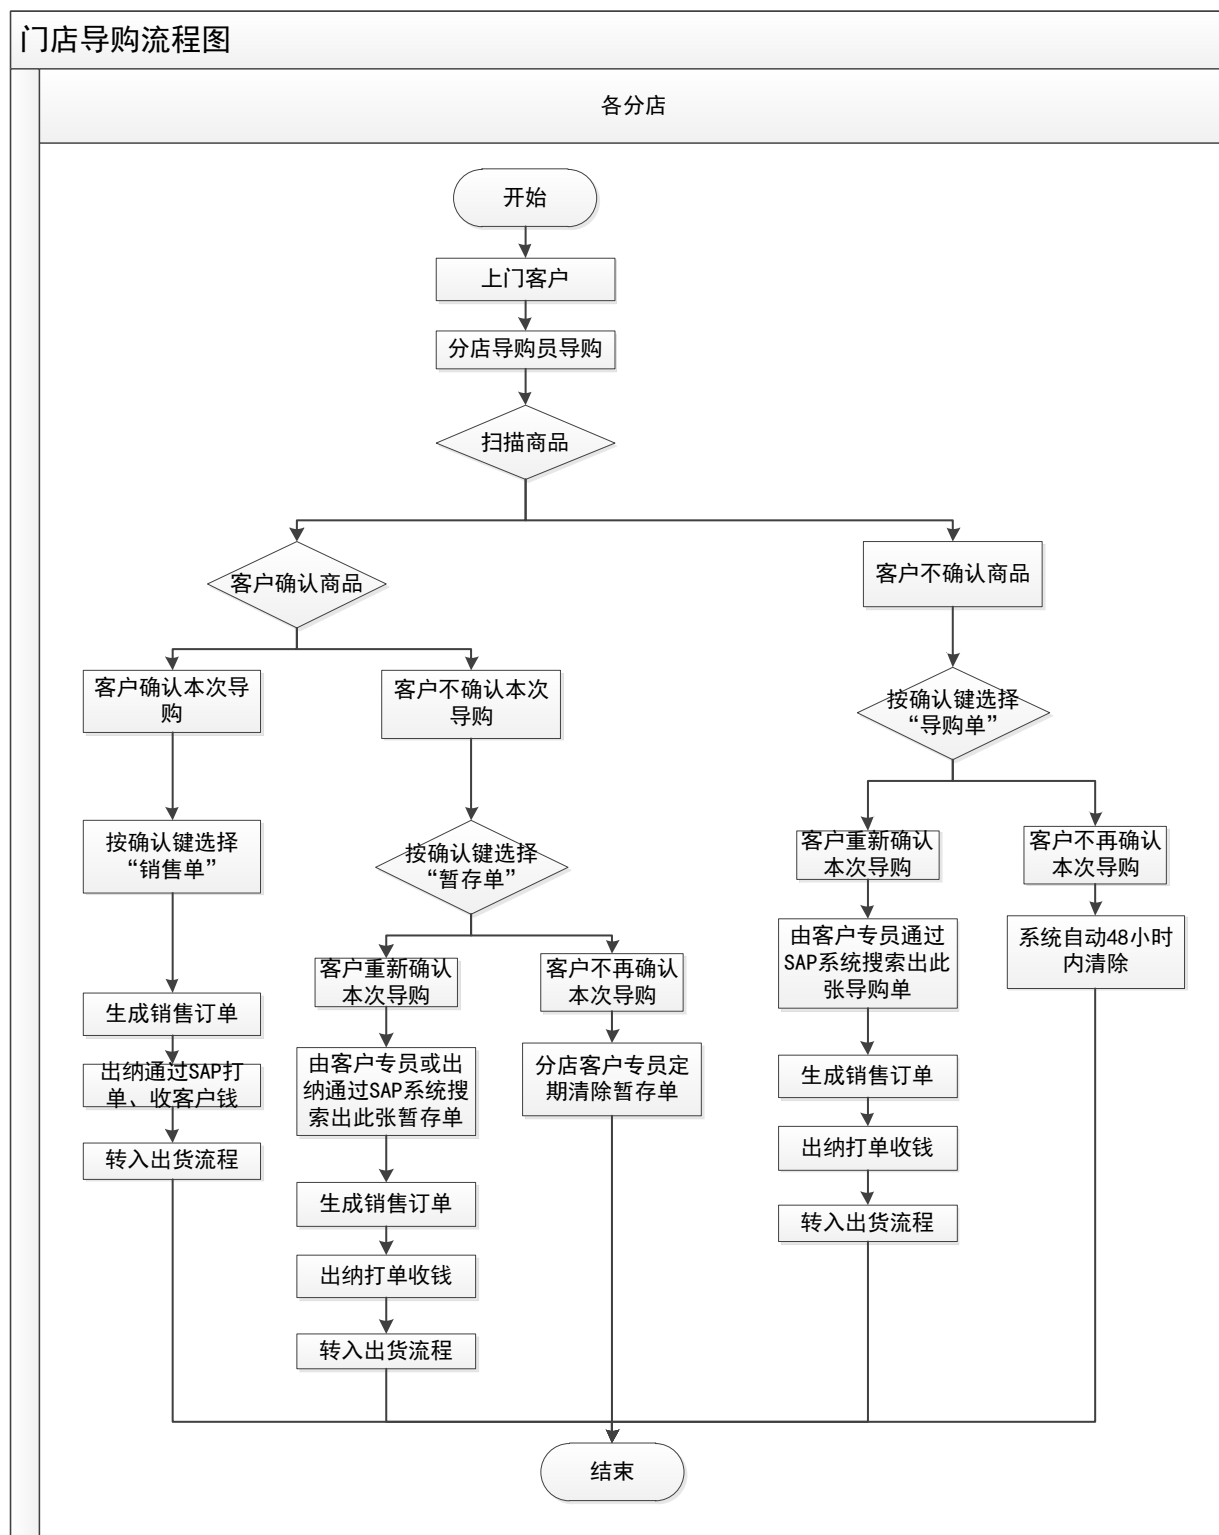 门店导购流程图
各分店
开始
上门客户
分店导购员导购
扫描商品
客户确认商品
客户不确认商品
客户确认本次导
购
客户不确认本次
导购
按确认键选择
“导购单”
按确认键选择
“销售单”
按确认键选择
“暂存单”
客户重新确认
本次导购
客户不再确认
本次导购
客户重新确认
本次导购
客户不再确认
本次导购
由客户专员通过
SAP系统搜索出此
张导购单
系统自动48小时
内清除
生成销售订单
出纳通过SAP打
单、收客户钱
转入出货流程
由客户专员或出
纳通过SAP系统搜
索出此张暂存单
分店客户专员定
期清除暂存单
生成销售订单
出纳打单收钱
转入出货流程
生成销售订单
出纳打单收钱
转入出货流程
结束